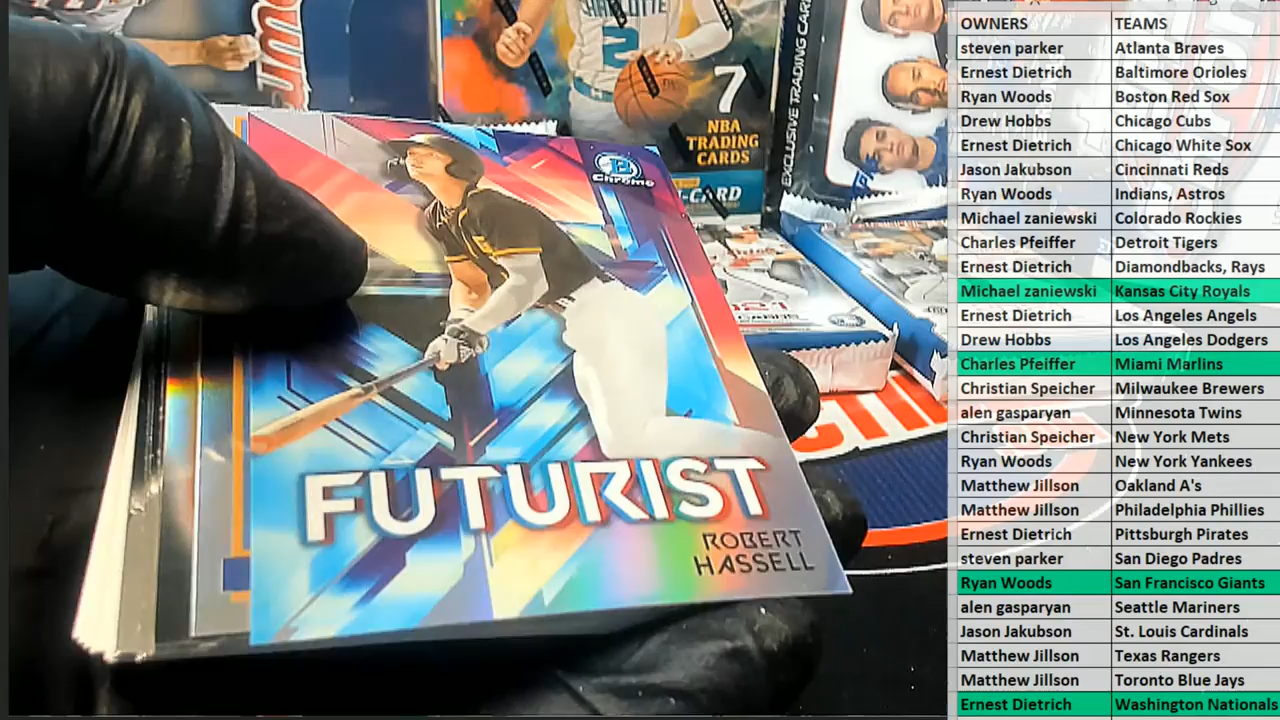 CHARLOTTE
2
7
NBA
TRADING
CARDS
EXCLUSIVE TRADING CAR
-CARD
B
Chrome
FUTURIST
ROBERT
HASSELL
OWNERS TEAMS
steven parker Atlanta Braves
Ernest Dietrich Baltimore Orioles
Ryan Woods Boston Red Sox
Drew Hobbs Chicago Cubs
Ernest Dietrich Chicago White Sox
Jason Jakubson Cincinnati Reds
Ryan Woods Indians, Astros
Michael zaniewski Colorado Rockies
Charles Pfeiffer Detroit Tigers
Ernest Dietrich Diamondbacks, Rays
Michael zaniewski Kansas City Royals
Ernest Dietrich Los Angeles Angels
Drew Hobbs Los Angeles Dodgers
Charles Pfeiffer Miami Marlins
Christian Speicher Milwaukee Brewers
alen gasparyan Minnesota Twins
Christian Speicher New York Mets
Ryan Woods New York Yankees
Matthew Jillson Oakland A's
Matthew Jillson Philadelphia Phillies
Ernest Dietrich Pittsburgh Pirates
steven parker San Diego Padres
Ryan Woods San Francisco Giants
alen gasparyan Seattle Mariners
Jason Jakubson St. Louis Cardinals
Matthew Jillson Texas Rangers
Matthew Jillson Toronto Blue Jays
Ernest Dietrich Washington Nationals